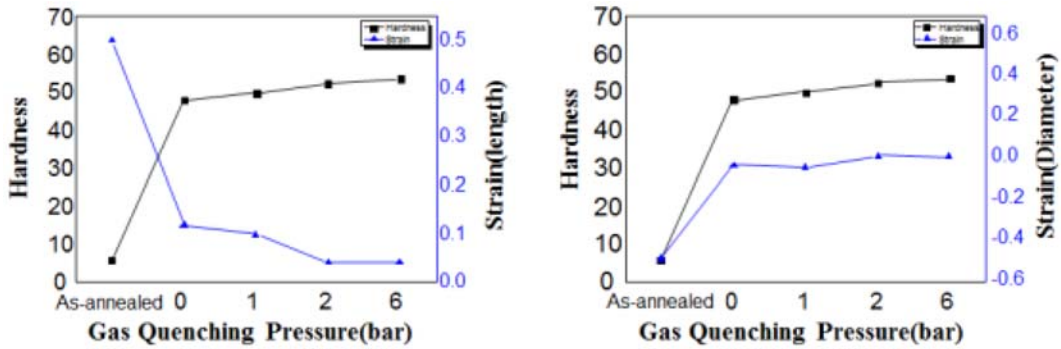 70
60
50
40
30
20
10
0
Hardness
Hardness
Strain
0.5
0.4
0.3
0.2
0.1
0.0
Strain(length)
As-annealed 0 1 2 6
Gas Quenching Pressure(bar)
70
60
50
40
30
20
10
0
Hardness
Hardness
Strain
0.6
0.4
0.2
0.0
-0.2
-0.4
-0.6
Strain(Diameter)
As-annealed 0 1 2 6
Gas Quenching Pressure(bar)